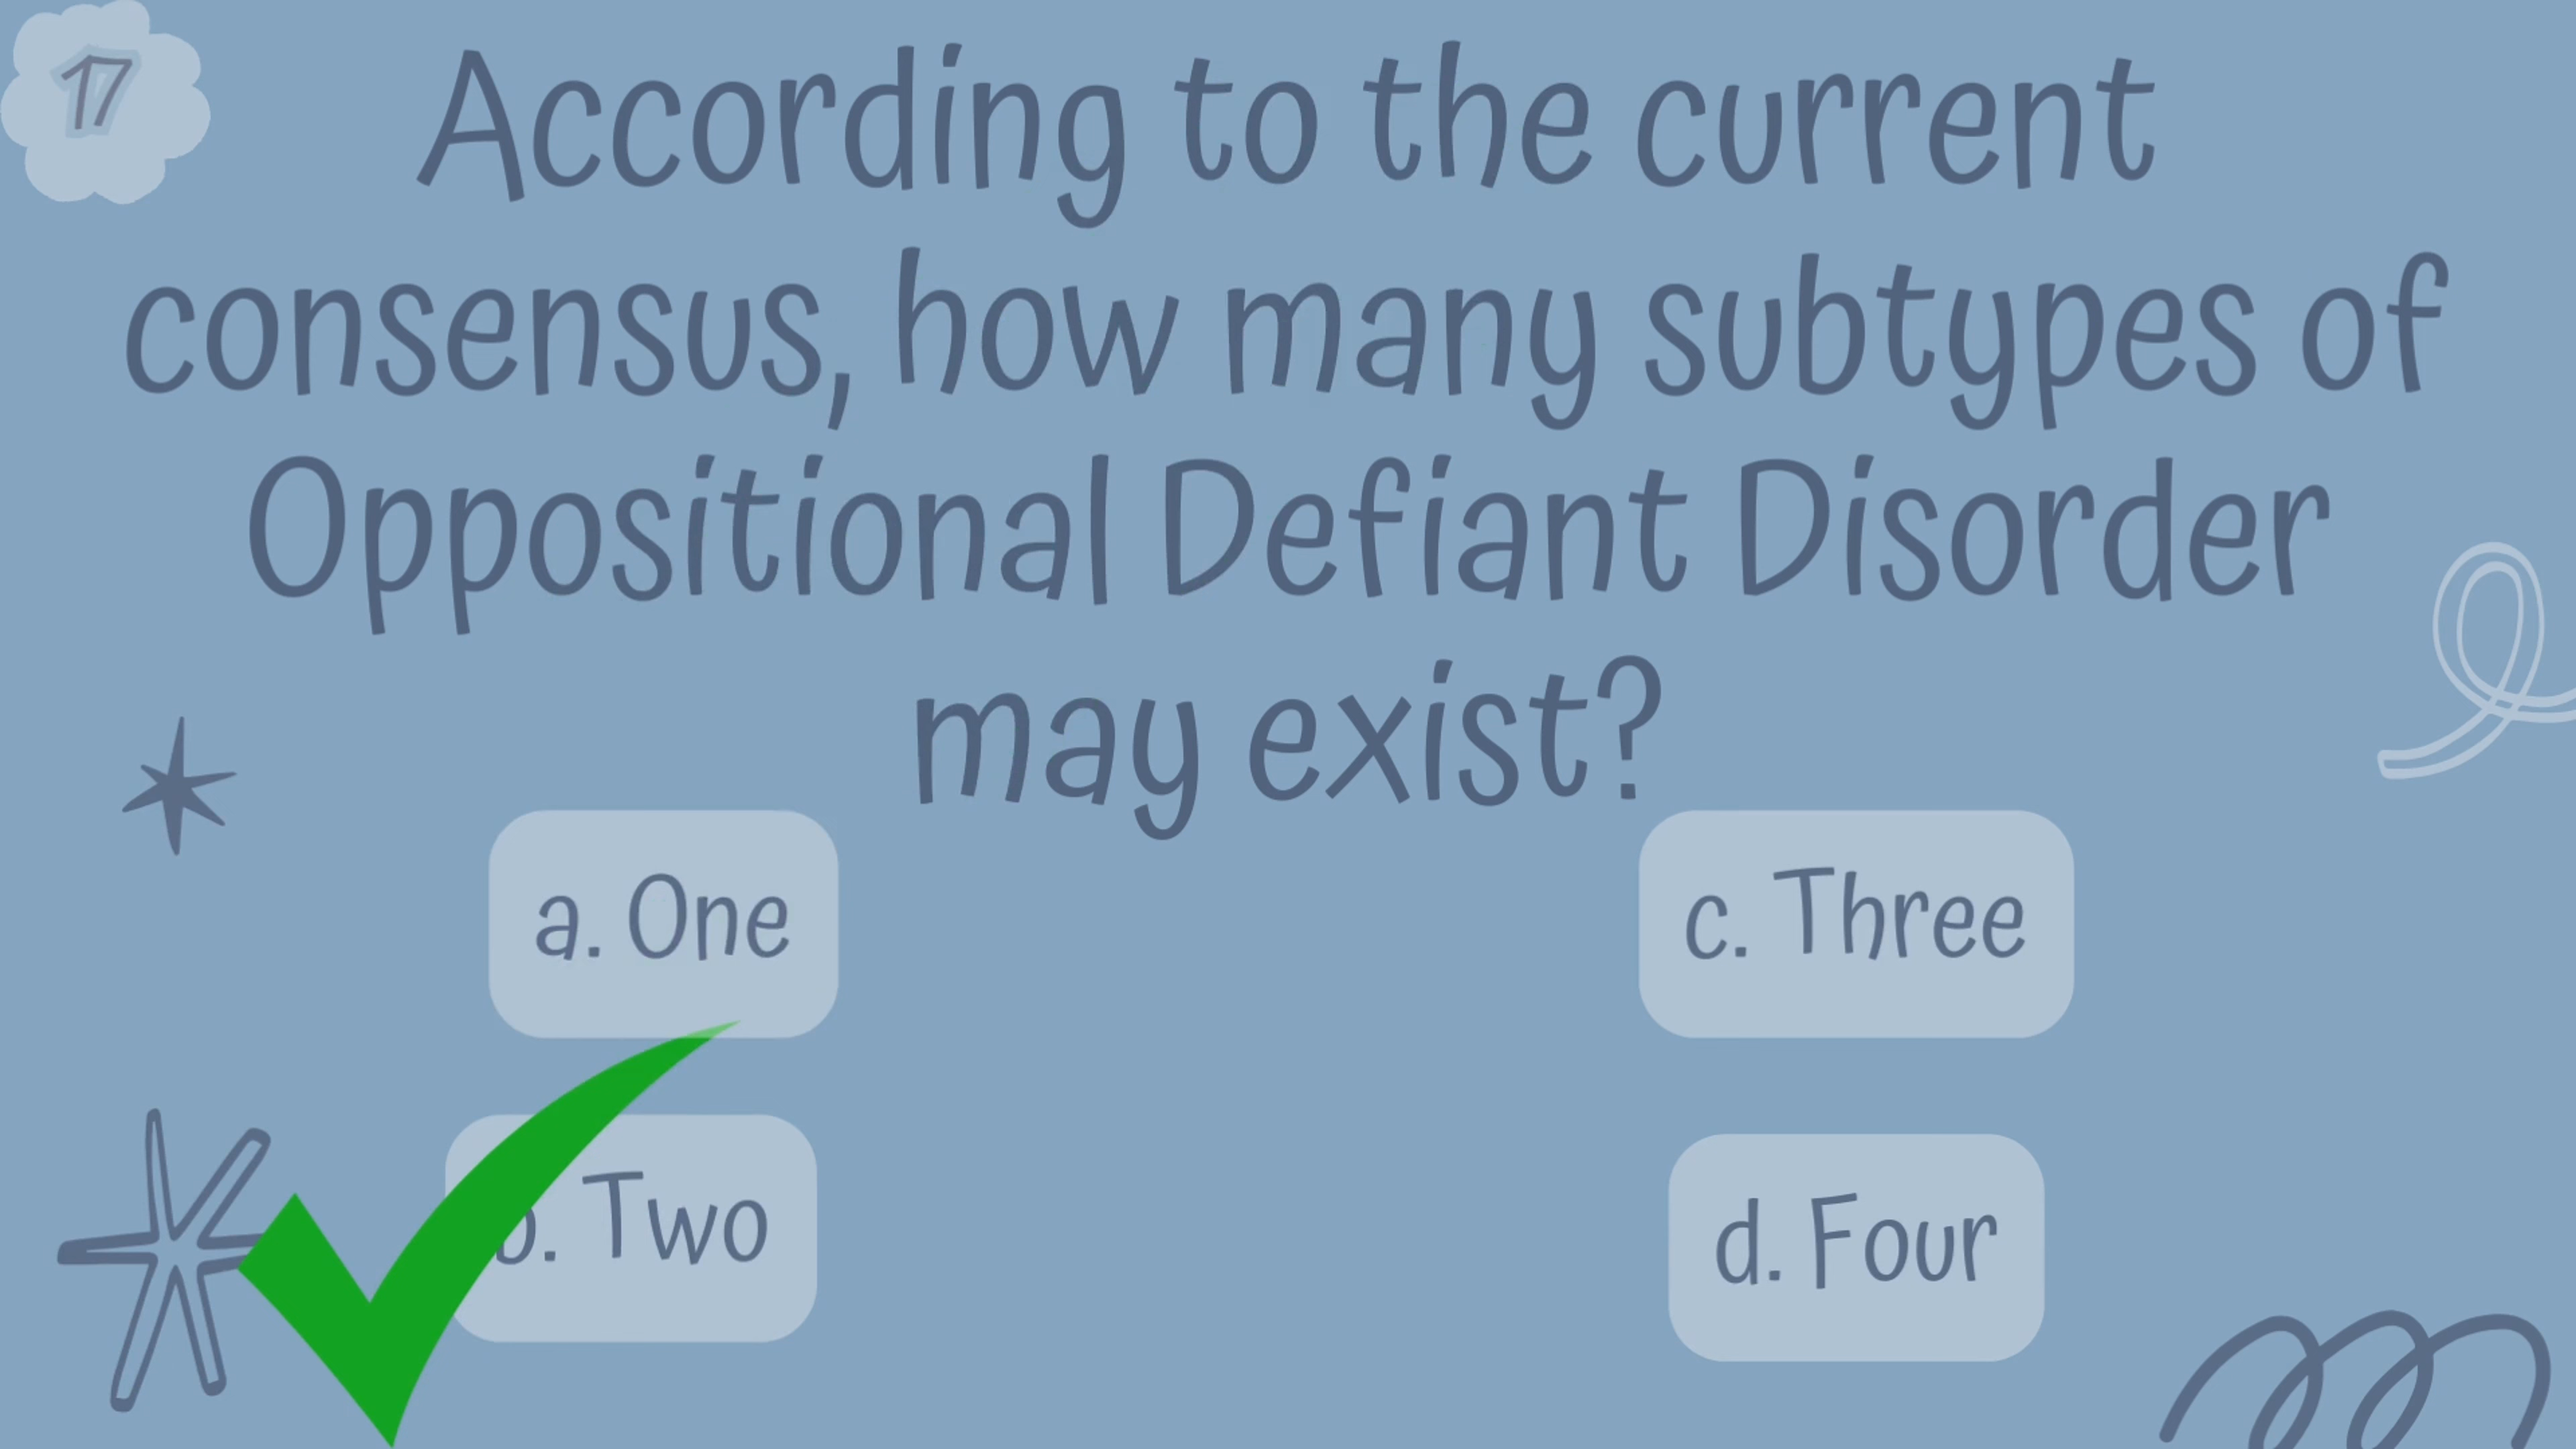 17
According to the current
consensus, how many subtypes of
Oppositional Defiant Disorder
may exist?
a. One
b. Two
c. Three
d. Four